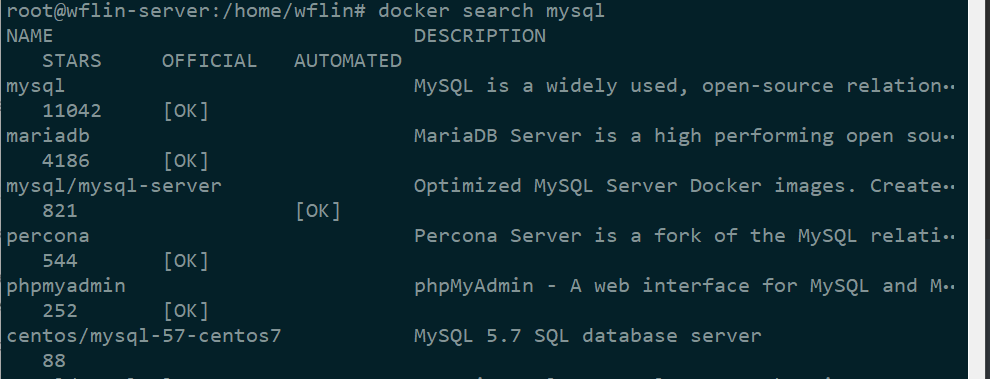 root@wflin-server:/home/wflin# docker search mysql
NAME DESCRIPTION
STARS OFFICIAL AUTOMATED
mysql MySQL is a widely used, open-source relation…
11042 [OK]
mariadb MariaDB Server is a high performing open sou…
4186 [OK]
mysql/mysql-server Optimized MySQL Server Docker images. Create…
821 [OK]
percona Percona Server is a fork of the MySQL relati…
544 [OK]
phpmyadmin phpMyAdmin - A web interface for MySQL and M…
252 [OK]
centos/mysql-57-centos7 MySQL 5.7 SQL database server
88